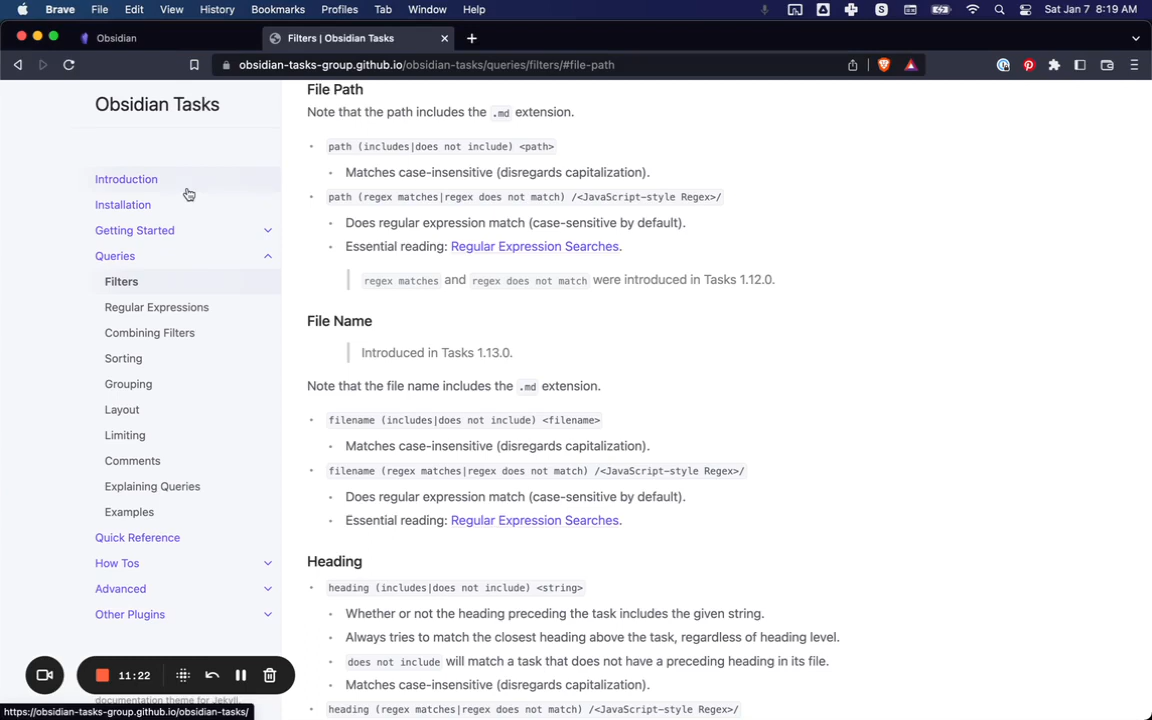 Brave File Edit View History Bookmarks Profiles Tab Window Help S Sat Jan 7 8:19 AM
Obsidian Filters | Obsidian Tasks
obsidian-tasks-group.github.io/obsidian-tasks/queries/filters/#file-path
Obsidian Tasks
Introduction
Installation
Getting Started
Queries
Filters
Regular Expressions
Combining Filters
Sorting
Grouping
Layout
Limiting
Comments
Explaining Queries
Examples
Quick Reference
How Tos
Advanced
Other Plugins
File Path
Note that the path includes the .md extension.
path (includes|does not include) <path>
Matches case-insensitive (disregards capitalization).
path (regex matches|regex does not match) /<JavaScript-style Regex>/
Does regular expression match (case-sensitive by default).
Essential reading: Regular Expression Searches.
regex matches and regex does not match were introduced in Tasks 1.12.0.
File Name
Introduced in Tasks 1.13.0.
Note that the file name includes the .md extension.
filename (includes|does not include) <filename>
Matches case-insensitive (disregards capitalization).
filename (regex matches|regex does not match) /<JavaScript-style Regex>/
Does regular expression match (case-sensitive by default).
Essential reading: Regular Expression Searches.
Heading
heading (includes|does not include) <string>
Whether or not the heading preceding the task includes the given string.
Always tries to match the closest heading above the task, regardless of heading level.
does not include will match a task that does not have a preceding heading in its file.
Matches case-insensitive (disregards capitalization).
heading (regex matches|regex does not match) /<JavaScript-style Regex>/
11:22
documentation theme for Jekyll.
https://obsidian-tasks-group.github.io/obsidian-tasks/